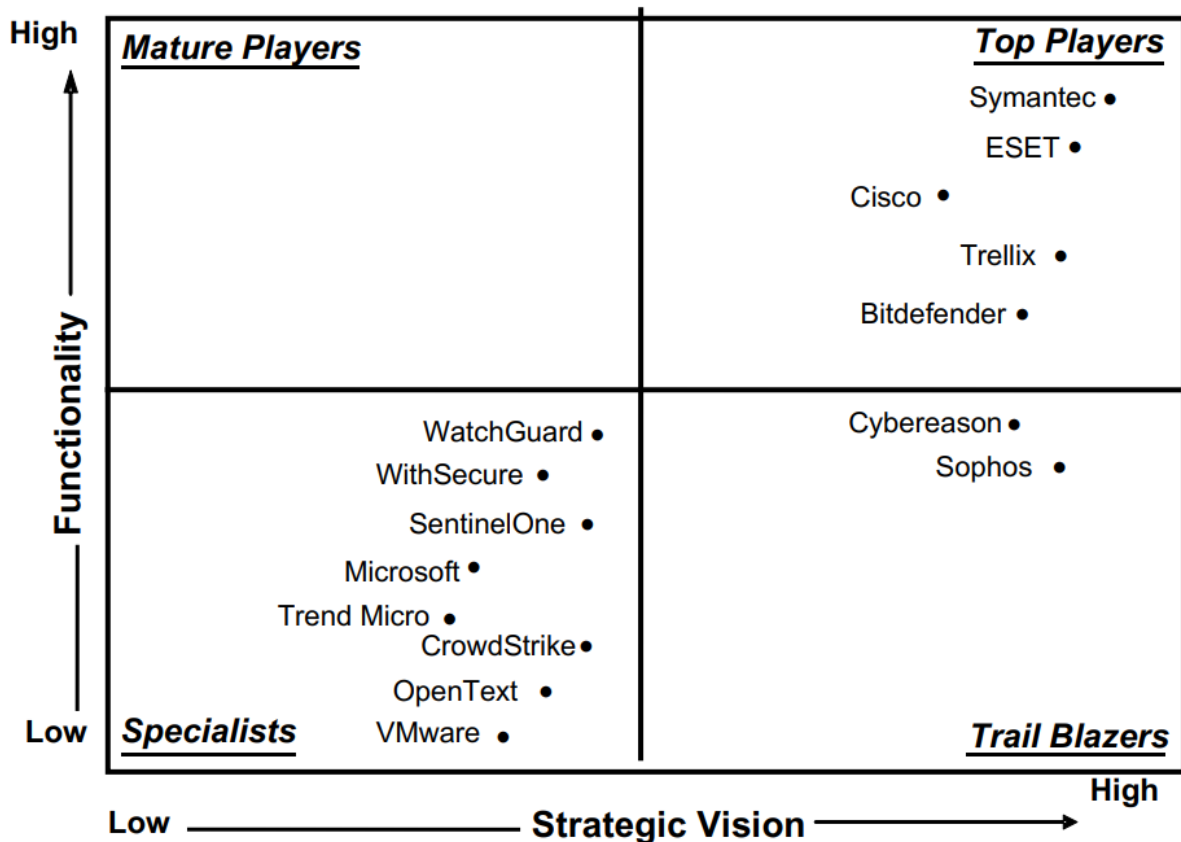 High
Mature Players
Top Players
Symantec
ESET
Cisco
Trellix
Bitdefender
Functionality
WatchGuard
WithSecure
SentinelOne
Microsoft
Trend Micro
CrowdStrike
OpenText
VMware
Cybereason
Sophos
Low
Specialists
Trail Blazers
High
Low
Strategic Vision